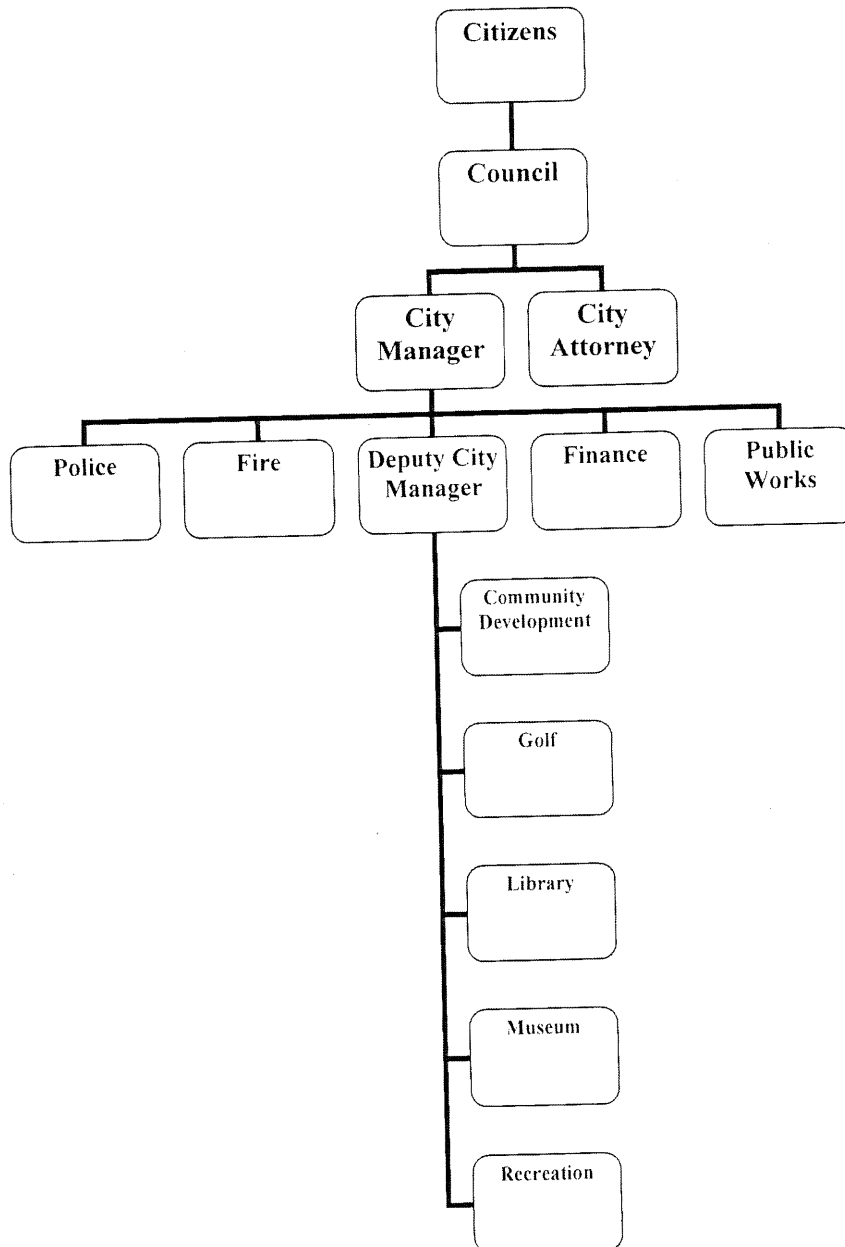 Citizens
Council
City
Manager
City
Attorney
Police
Fire
Deputy City
Manager
Finance
Public
Works
Community
Development
Golf
Library
Museum
Recreation